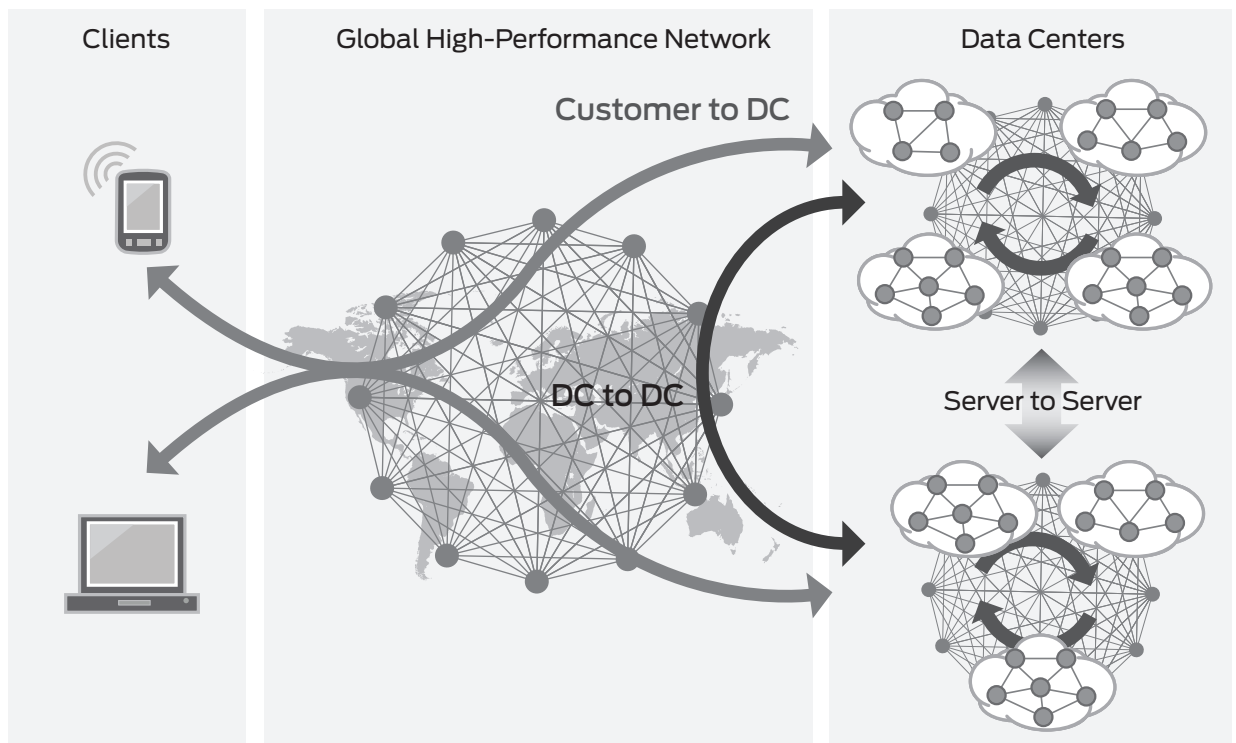 Clients
Global High-Performance Network
Data Centers
Customer to DC
DC to DC
Server to Server